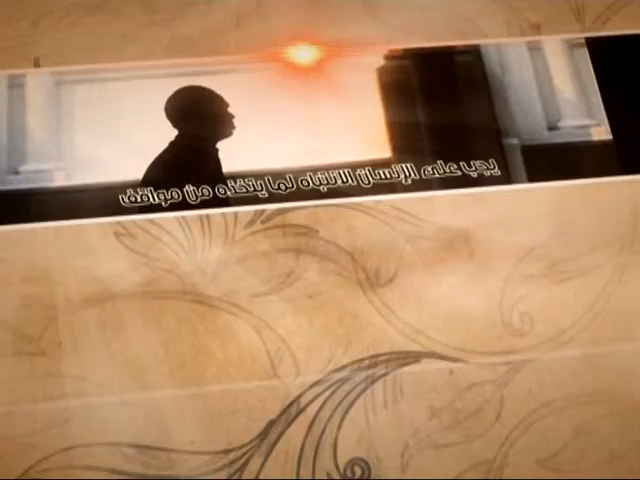 يجب على الإنسان الانتباه لما يتخذه من مواقف